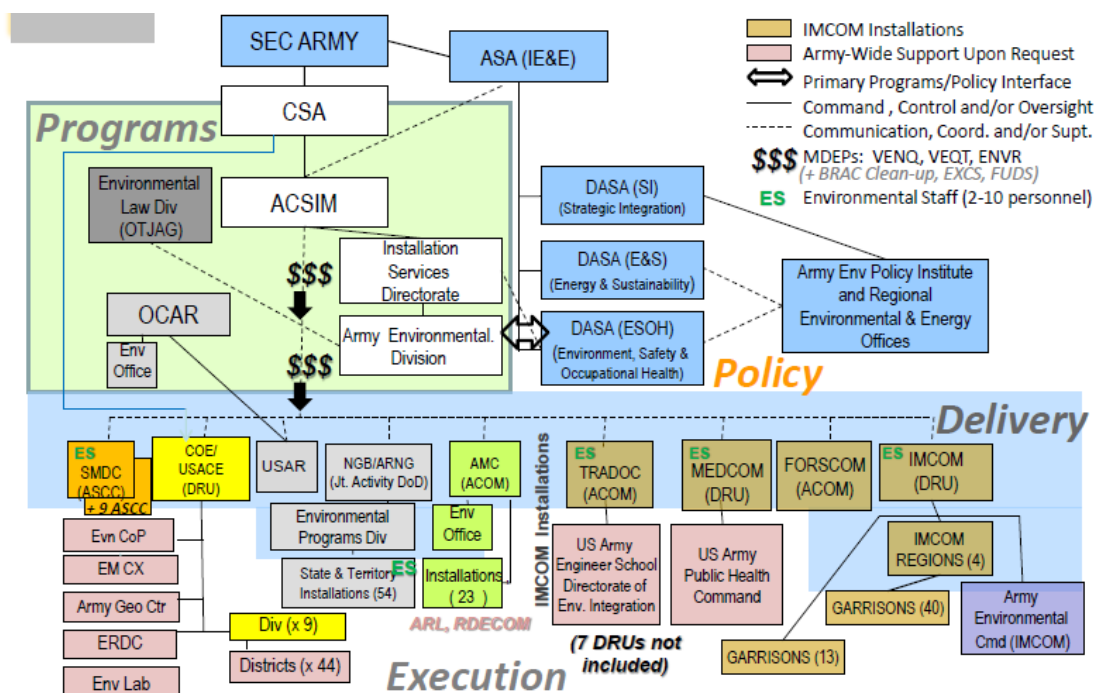 SEC ARMY
ASA (IE&E)
IMCOM Installations
Army-Wide Support Upon Request
Primary Programs/Policy Interface
Command , Control and/or Oversight
Communication, Coord. and/or Supt.
$$$ MDEPs: VENQ, VEQT, ENVR
(+ BRAC Clean-up, EXCS, FUDS)
ES Environmental Staff (2-10 personnel)
Programs
CSA
Environmental
Law Div
(OTJAG)
ACSIM
DASA (SI)
(Strategic Integration)
$$$
Installation
Services
Directorate
DASA (E&S)
(Energy & Sustainability)
Army Env Policy Institute
and Regional
Environmental & Energy
Offices
OCAR
Env
Office
Army Environmental.
Division
DASA (ESOH)
(Environment, Safety &
Occupational Health)
$$$
Policy
Delivery
ES
SMDC
(ASCC)
+ 9 ASCC
COE/
USACE
(DRU)
USAR
NGB/ARNG
(Jt. Activity DoD)
AMC
(ACOM)
IMCOM Installations
ES
TRADOC
(ACOM)
ES
MEDCOM
(DRU)
FORSCOM
(ACOM)
ES IMCOM
(DRU)
Evn CoP
EM CX
Army Geo Ctr
ERDC
Env Lab
Environmental
Programs Div
Env
Office
State & Territory
Installations (54)
ES
Installations
( 23 )
ARL, RDECOM
Div (x 9)
Districts (x 44)
US Army
Engineer School
Directorate of
Env. Integration
US Army
Public Health
Command
IMCOM
REGIONS (4)
GARRISONS (40)
Army
Environmental
Cmd (IMCOM)
(7 DRUs not
included)
GARRISONS (13)
Execution